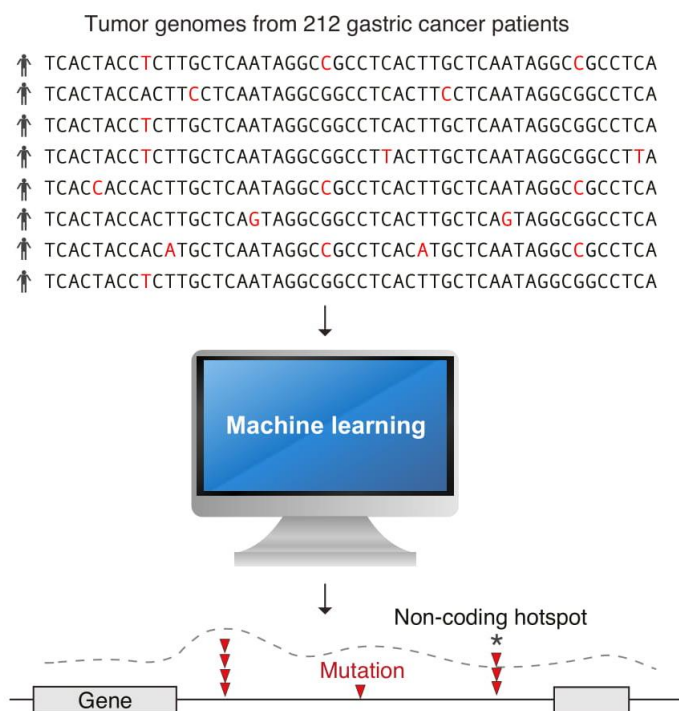 Tumor genomes from 212 gastric cancer patients
TCACTACCTCTTGCTCAATAGGCCGCCTCACTTGCTCAATAGGCCGCCTCA
TCACTACCACTTCCTCAATAGGCGGCCTCACTTCCTCAATAGGCGGCCTCA
TCACTACCTCTTGCTCAATAGGCGGCCTCACTTGCTCAATAGGCGGCCTCA
TCACTACCTCTTGCTCAATAGGCGGCCTTACTTGCTCAATAGGCGGCCTTA
TCACCACCACTTGCTCAATAGGCCGCCTCACTTGCTCAATAGGCCGCCTCA
TCACTACCACTTGCTCAGTAGGCGGCCTCACTTGCTCAGTAGGCGGCCTCA
TCACTACCACATGCTCAATAGGCCGCCTCACATGCTCAATAGGCCGCCTCA
TCACTACCTCTTGCTCAATAGGCGGCCTCACTTGCTCAATAGGCGGCCTCA
Machine learning
Non-coding hotspot
*
Mutation
Gene